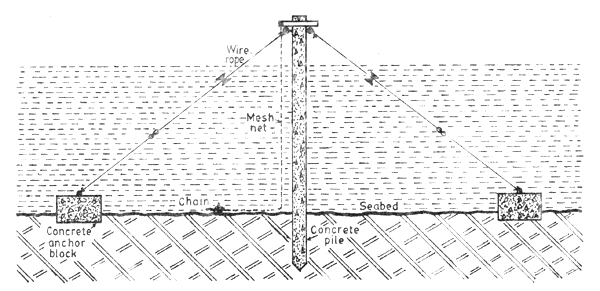 Wire
rope
Mesh
net
Chain
Seabed
Concrete
anchor
block
Concrete
pile